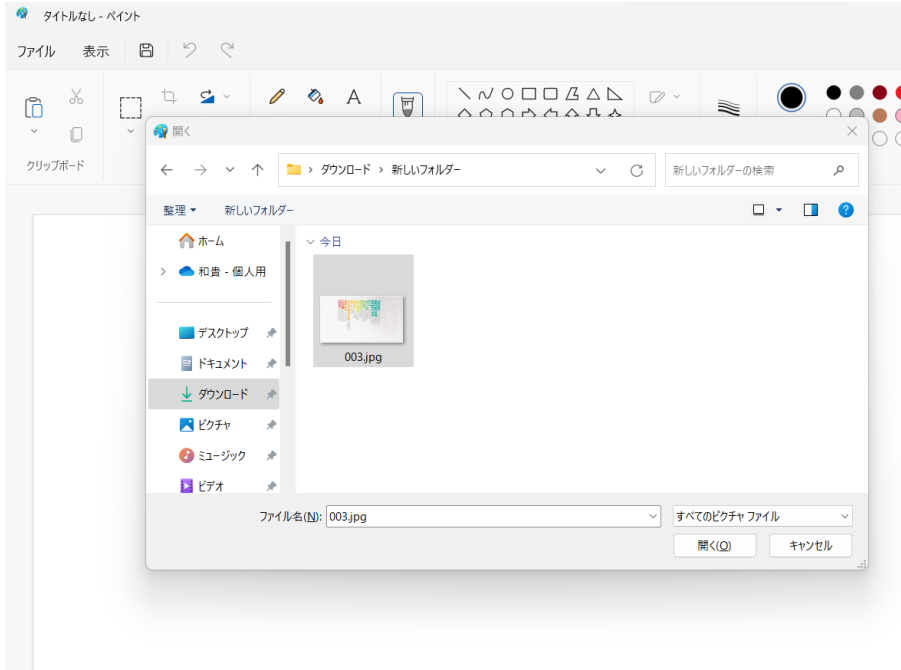 タイトルなし - ペイント
ファイル 表示
クリップボード
開く
ダウンロード > 新しいフォルダー
新しいフォルダーの検索
整理 新しいフォルダー
ホーム
和貴 - 個人用
デスクトップ
ドキュメント
ダウンロード
ピクチャ
ミュージック
ビデオ
今日
003.jpg
ファイル名(N): 003.jpg
すべてのピクチャ ファイル
開く(O) キャンセル